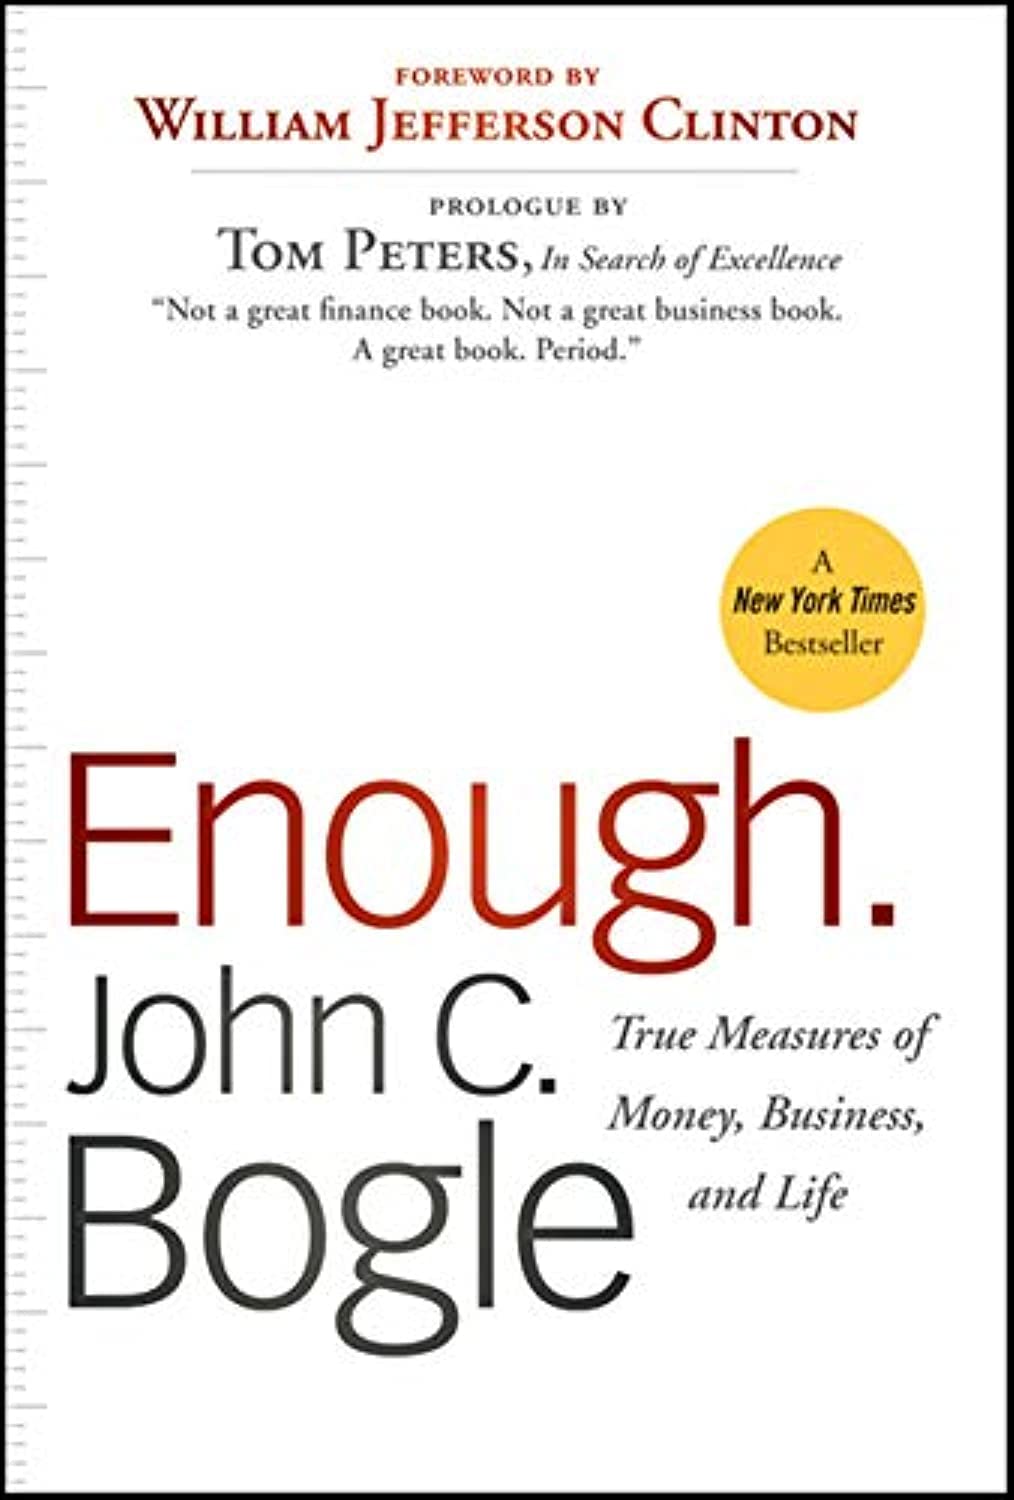 FOREWORD BY
WILLIAM JEFFERSON CLINTON
PROLOGUE BY
TOM PETERS, In Search of Excellence
“Not a great finance book. Not a great business book.
A great book. Period.”
A
New York Times
Bestseller
Enough.
John C.
Bogle
True Measures of
Money, Business,
and Life